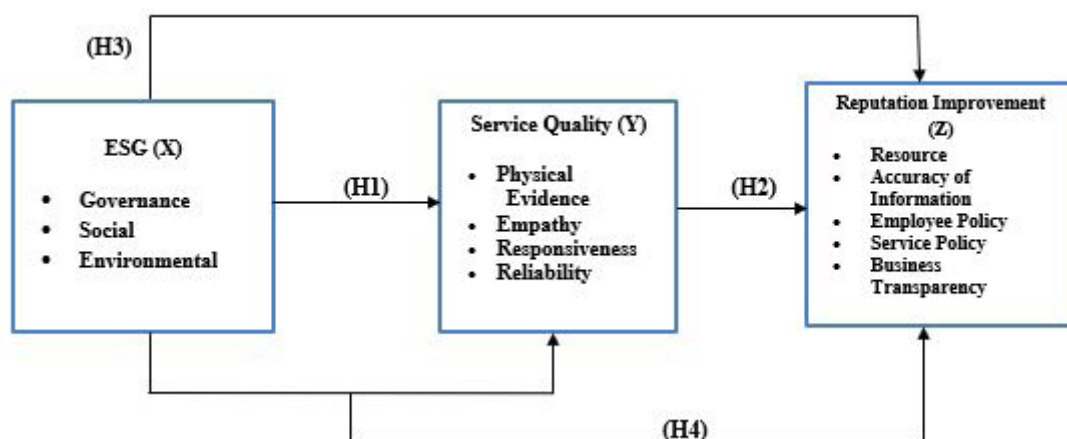 (H3)
ESG (X)
• Governance
• Social
• Environmental
(H1)
Service Quality (Y)
• Physical
Evidence
• Empathy
• Responsiveness
• Reliability
(H2)
Reputation Improvement
(Z)
• Resource
• Accuracy of
Information
• Employee Policy
• Service Policy
• Business
Transparency
(H4)